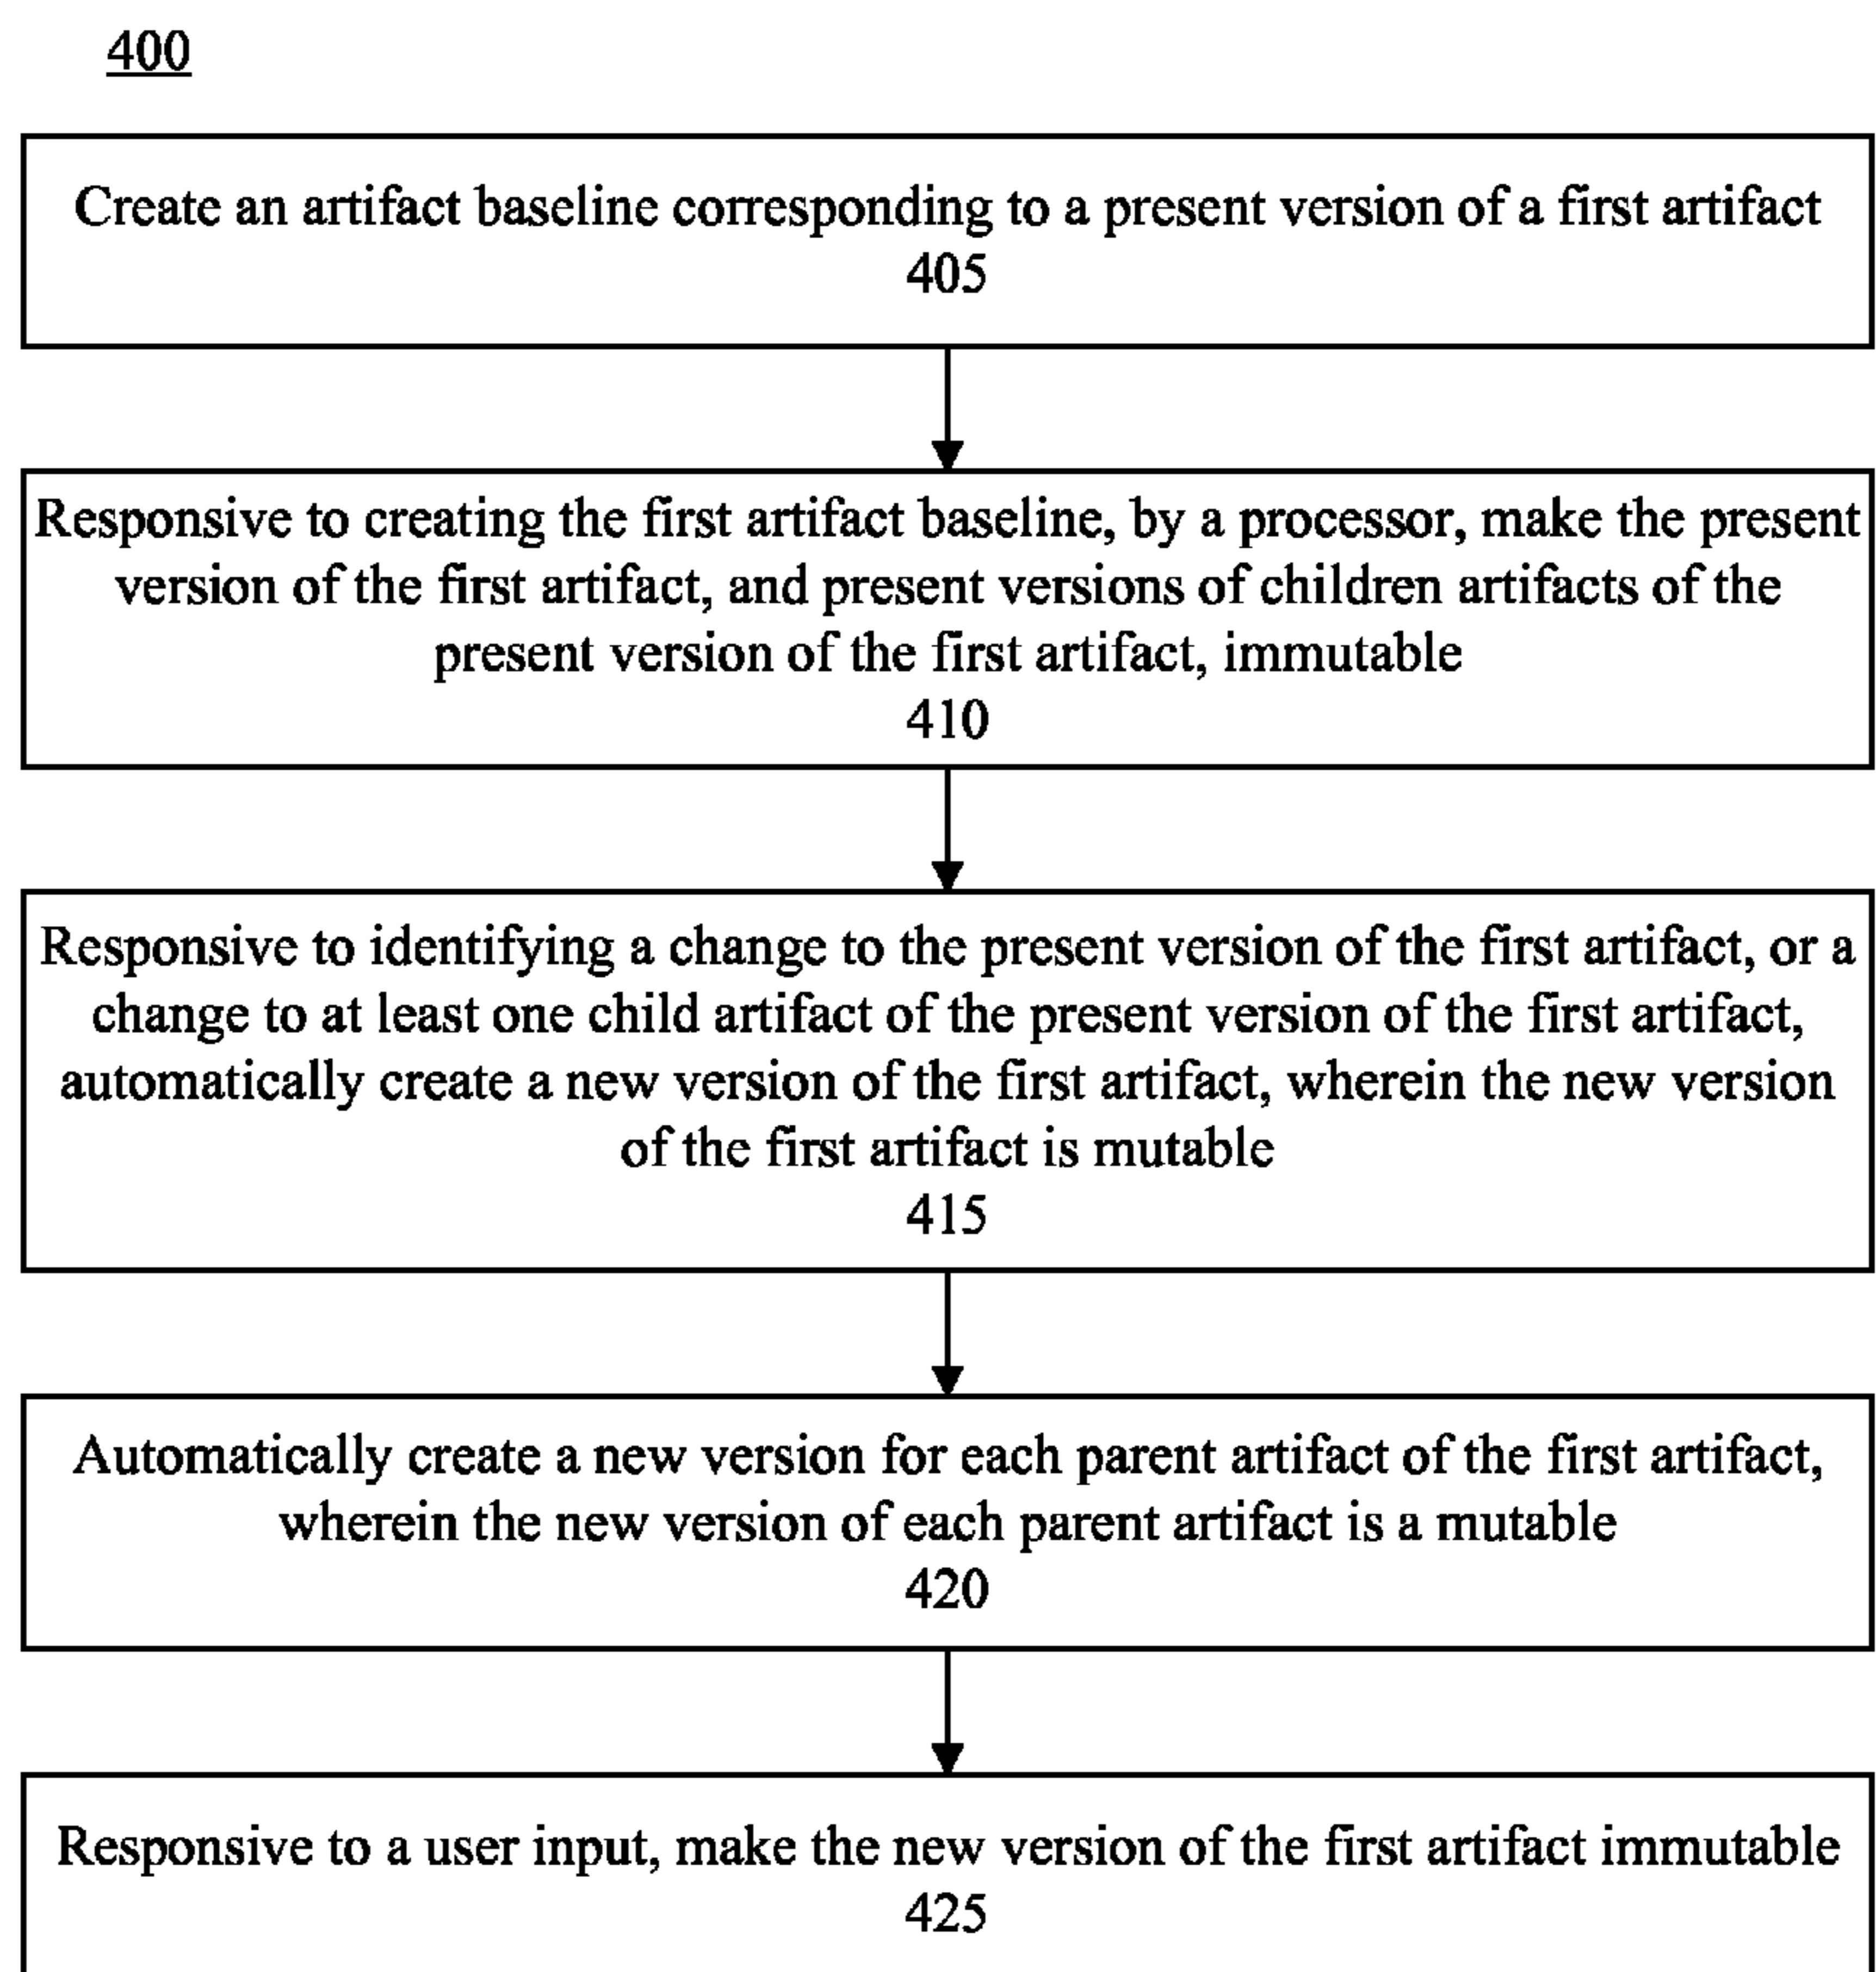 400
Create an artifact baseline corresponding to a present version of a first artifact
405
Responsive to creating the first artifact baseline, by a processor, make the present
version of the first artifact, and present versions of children artifacts of the
present version of the first artifact, immutable
410
Responsive to identifying a change to the present version of the first artifact, or a
change to at least one child artifact of the present version of the first artifact,
automatically create a new version of the first artifact, wherein the new version
of the first artifact is mutable
415
Automatically create a new version for each parent artifact of the first artifact,
wherein the new version of each parent artifact is a mutable
420
Responsive to a user input, make the new version of the first artifact immutable
425